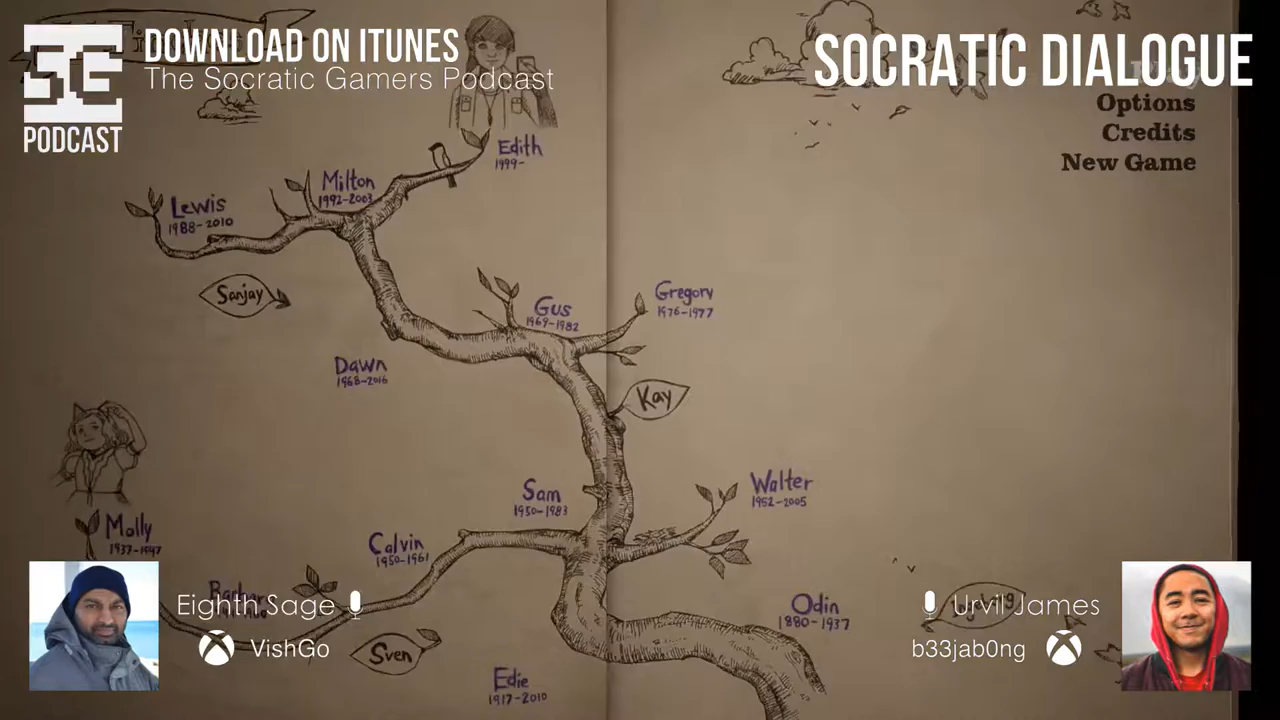 DOWNLOAD ON ITUNES
The Socratic Gamers Podcast
SG
PODCAST
SOCRATIC DIALOGUE
Options
Credits
New Game
Edith
1999-
Milton
1992-2003
Lewis
1988-2010
Sanjay
Gus
1969-1982
Gregory
1976-1977
Dawn
1968-2016
Kay
Sam
1950-1983
Walter
1952-2005
Calvin
1950-1961
Molly
1937-1947
Sven
Odin
1880-1937
Edie
1917-2010
Eighth Sage
VishGo
Urvil James
b33jab0ng